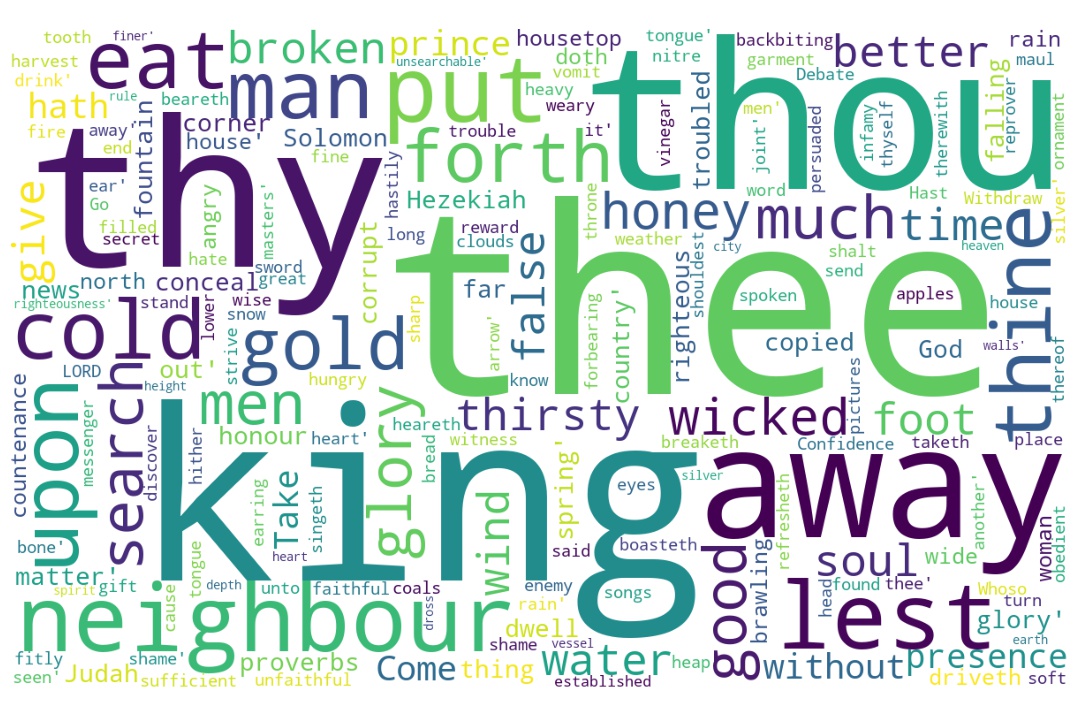 tooth
finer'
eat
broken
prince
housetop
tongue'
backbiting
better
rain
harvest
drink'
unsearchable'
doth
nitre
garment
maul
hath
rule
beareth
man
put
vomit
heavy
thou
Debate
falling
fire
away'
corner
house'
Solomon
weary
trouble
it'
vinegar
troubled
men'
joint'
persuaded
infamy
thyself
therewith
reprover
ornament
end
fountain
thy
fine
hastily
forth
word
Hast
Withdraw
silver'
give
ear'
Go
filled
secret
angry
hate
masters'
Hezekiah
long
reward
clouds
throne
honey
much
time
thine
weather
city
heaven
news
north
conceal
sword
great
corrupt
thee
false
far
righteous
shouldest
shalt
send
righteousness'
stand
lower
wise
snow
sharp
arrow'
forbearing
country'
spoken
apples
house
cold
strive
gold
know
copied
God
walls'
thereof
LORD
out'
height
hungry
upon
search
men
glory
thirsty
wicked
pictures
foot
countenance
messenger
discover
hither
king
honour
heart'
heareth
bread
witness
breaketh
Confidence
taketh
place
earring
Take
singeth
wind
spring'
eyes
silver
away
bone'
heart
said
boasteth
refresheth
soul
wide
another'
woman
obedient
matter'
spirit
gift
cause
tongue
depth
unto
faithful
coals
dross
enemy
songs
good
brawling
head
found
thee'
Whoso
turn
neighbour
rain'
dwell
lest
glory'
earth
fitly
seen'
Judah
shame'
sufficient
proverbs
unfaithful
Come
shame
thing
vessel
water
established
heap
without
presence
driveth
soft